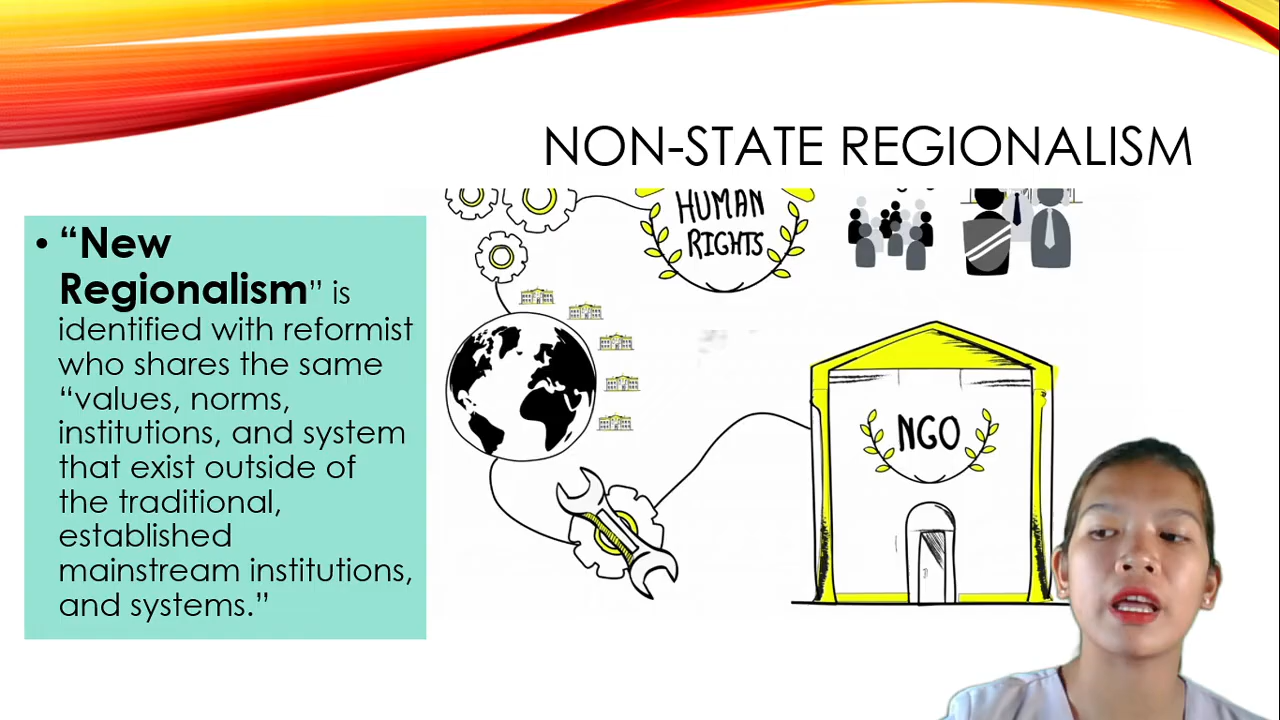 NON-STATE REGIONALISM
• “New
Regionalism” is
identified with reformist
who shares the same
“values, norms,
institutions, and system
that exist outside of
the traditional,
established
mainstream institutions,
and systems.”
HUMAN
RIGHTS
NGO